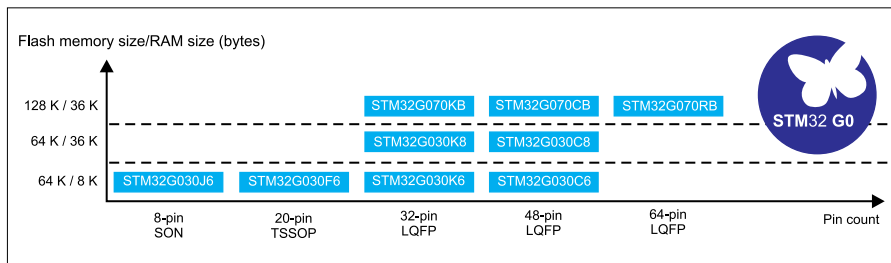 Flash memory size/RAM size (bytes)
128 K / 36 K STM32G070KB STM32G070CB STM32G070RB
STM32 G0
64 K / 36 K STM32G030K8 STM32G030C8
64 K / 8 K STM32G030J6 STM32G030F6 STM32G030K6 STM32G030C6
8-pin 20-pin 32-pin 48-pin 64-pin Pin count
SON TSSOP LQFP LQFP LQFP